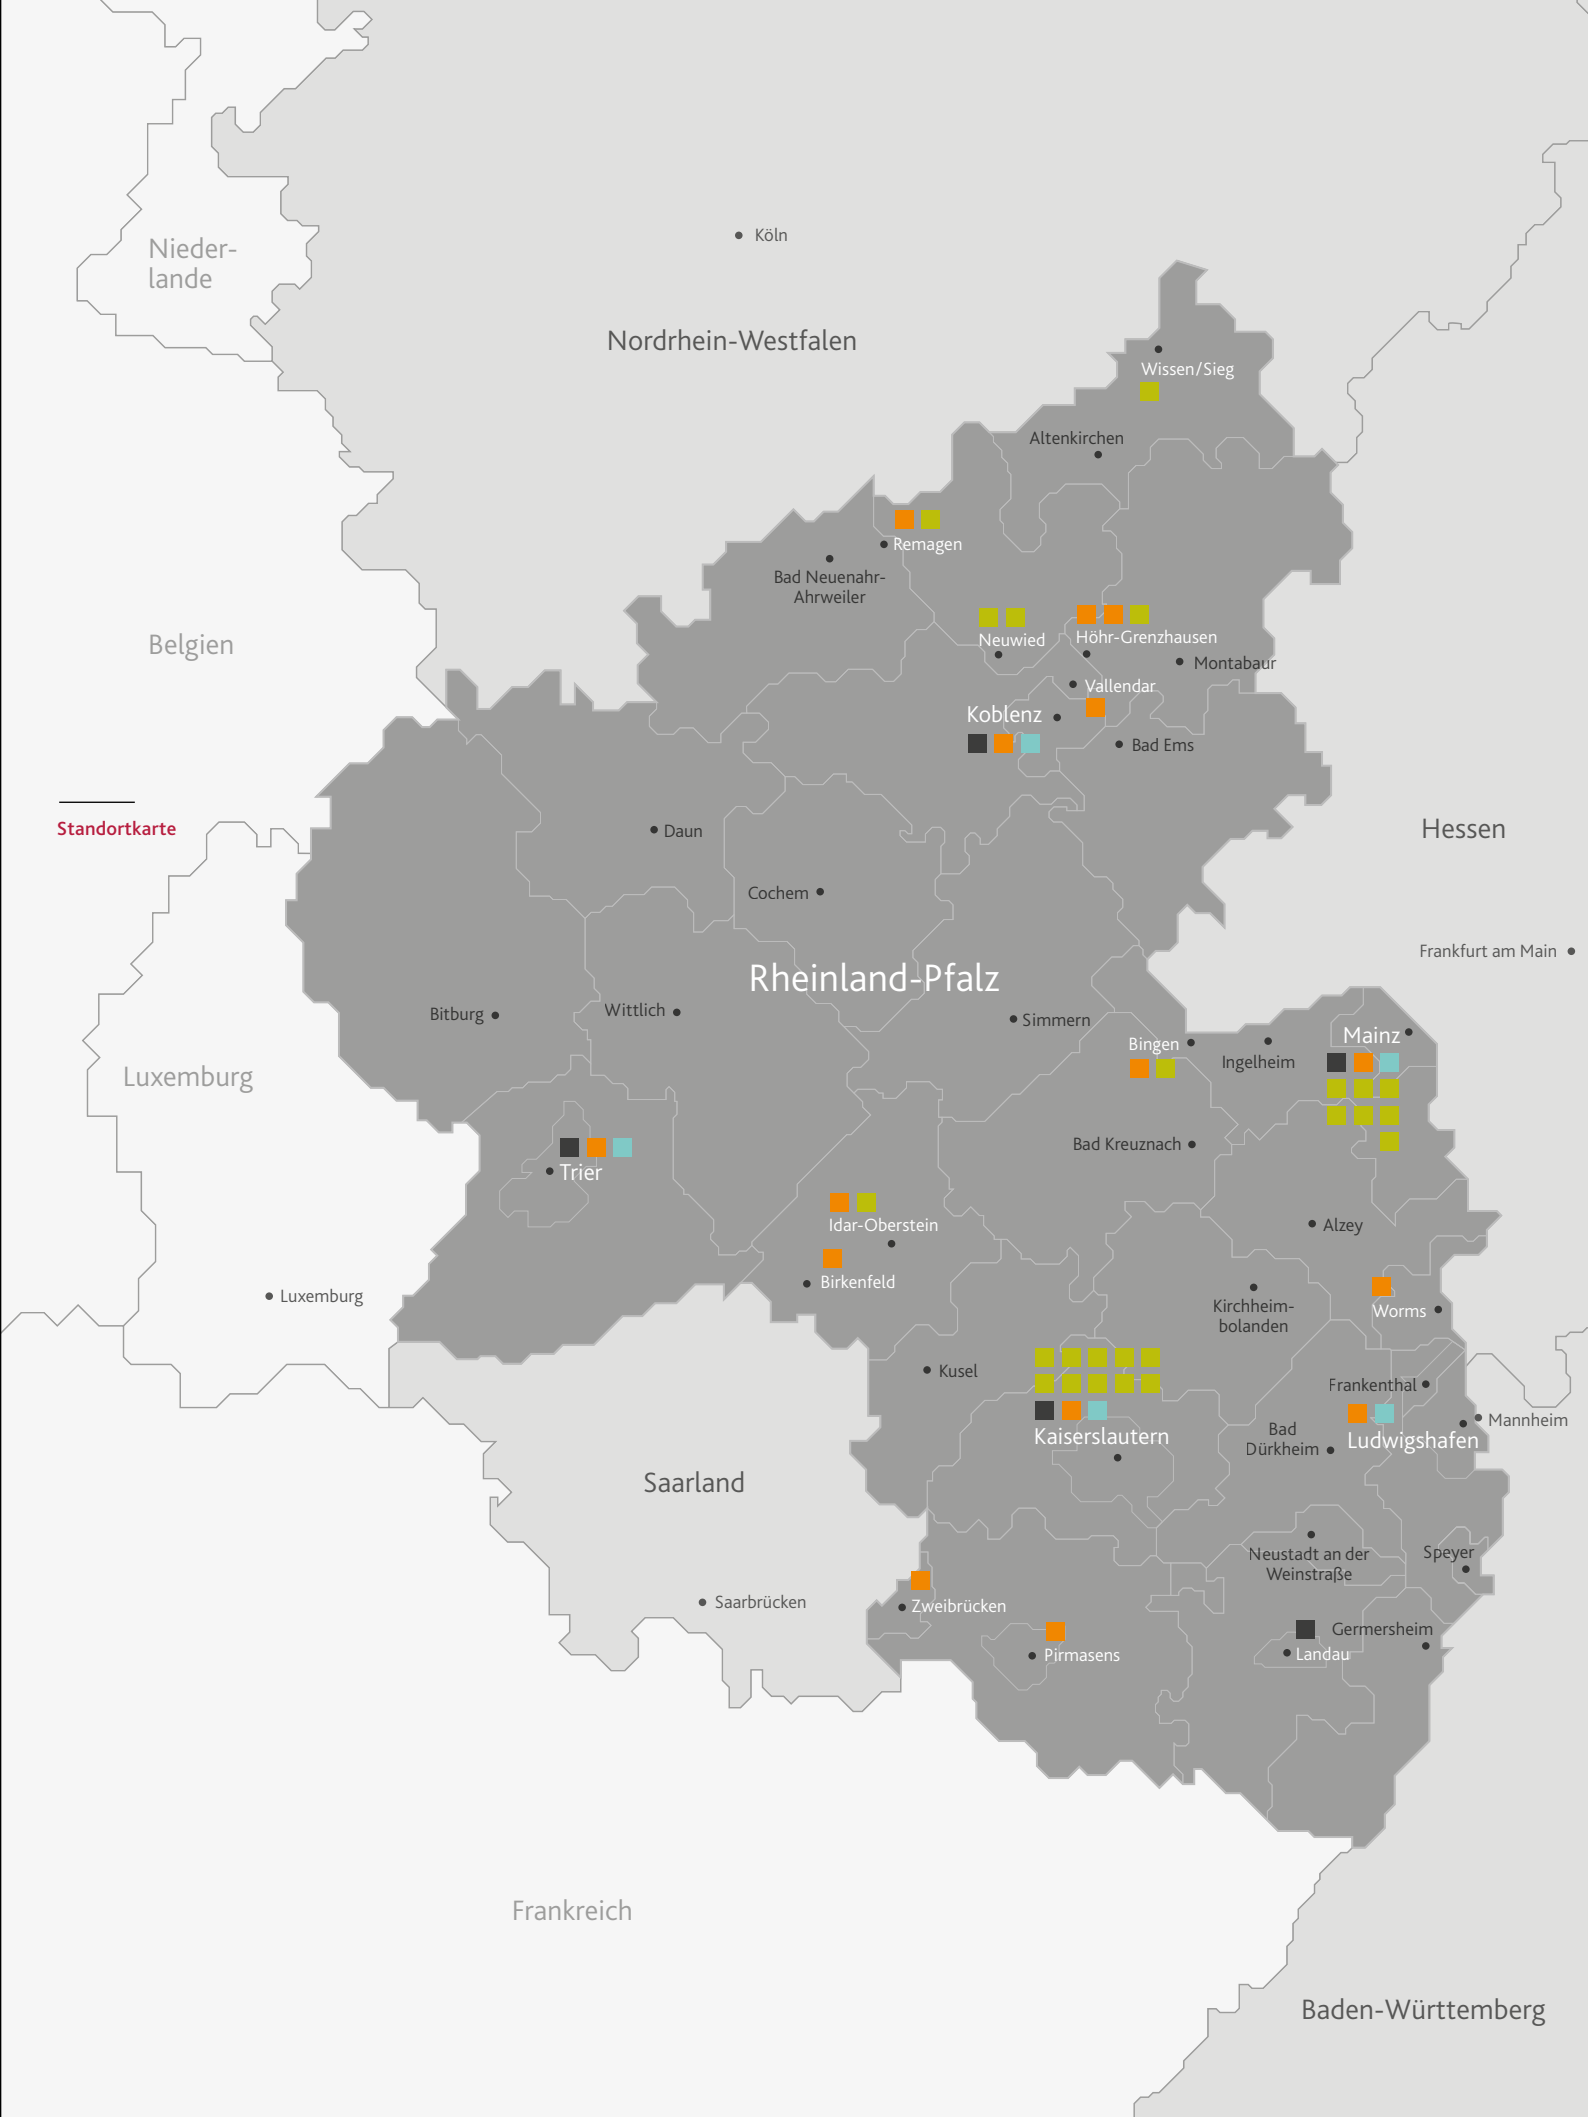 Köln
Nieder-
lande
Nordrhein-Westfalen
Wissen/Sieg
Altenkirchen
Remagen
Bad Neuenahr-
Ahrweiler
Belgien
Neuwied
Höhr-Grenzhausen
Montabaur
Vallendar
Koblenz
Bad Ems
Standortkarte
Daun
Hessen
Cochem
Frankfurt am Main
Rheinland-Pfalz
Bitburg
Wittlich
Simmern
Bingen
Ingelheim
Mainz
Luxemburg
Bad Kreuznach
Trier
Idar-Oberstein
Alzey
Birkenfeld
Luxemburg
Kirchheim-
bolanden
Worms
Kusel
Frankenthal
Mannheim
Kaiserslautern
Bad
Dürkheim
Ludwigshafen
Saarland
Neustadt an der
Weinstraße
Speyer
Saarbrücken
Zweibrücken
Germersheim
Pirmasens
Landau
Frankreich
Baden-Württemberg